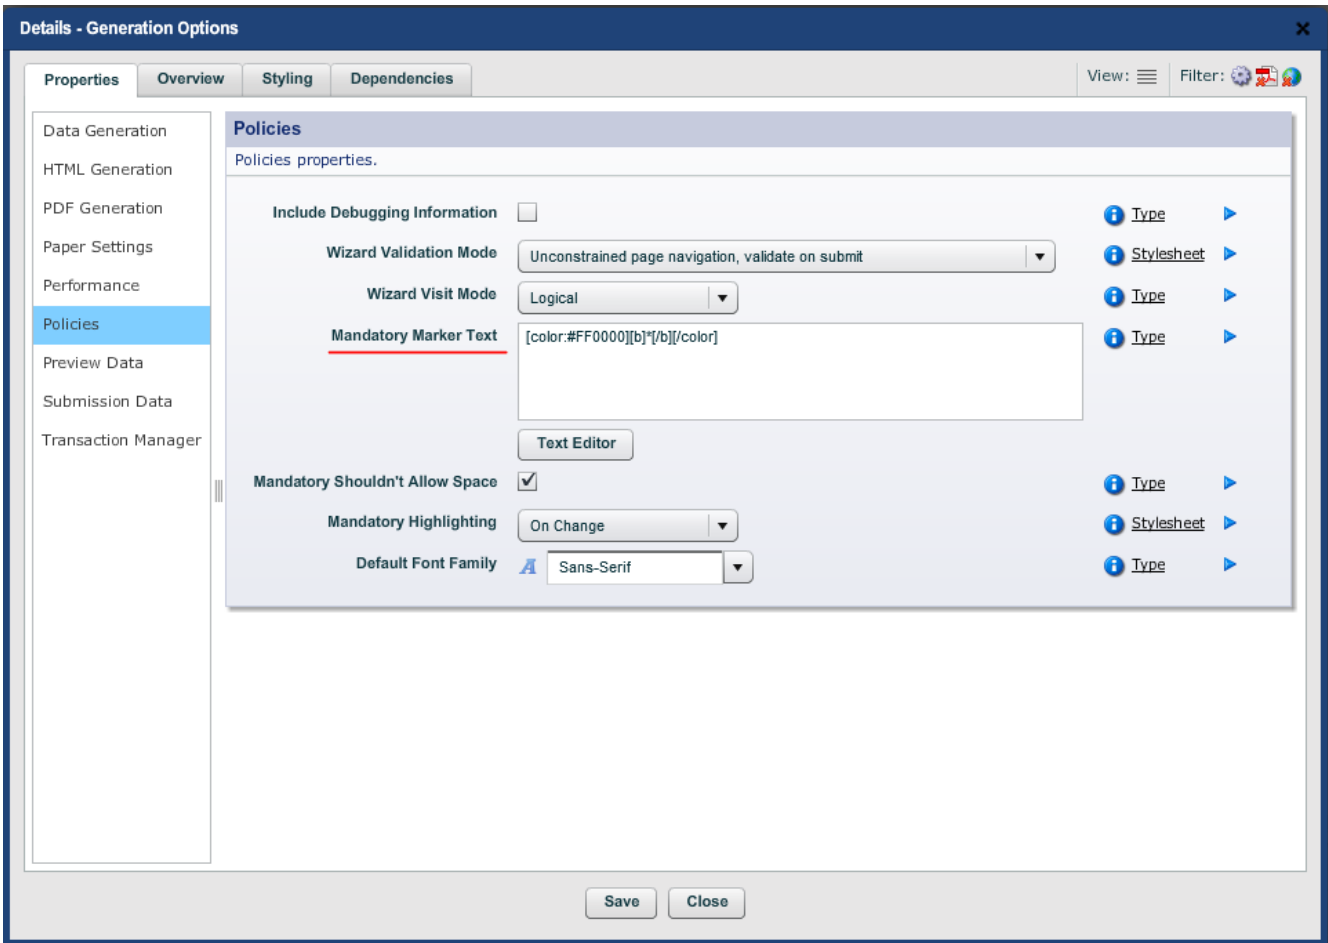 Details - Generation Options
Properties Overview Styling Dependencies View: Filter:
Data Generation
HTML Generation
PDF Generation
Paper Settings
Performance
Policies
Preview Data
Submission Data
Transaction Manager
Policies
Policies properties.
Include Debugging Information Type
Wizard Validation Mode Unconstrained page navigation, validate on submit Stylesheet
Wizard Visit Mode Logical Type
Mandatory Marker Text [color:#FF0000][b]*[/b][/color] Type
Text Editor
Mandatory Shouldn't Allow Space Type
Mandatory Highlighting On Change Stylesheet
Default Font Family A Sans-Serif Type
Save Close